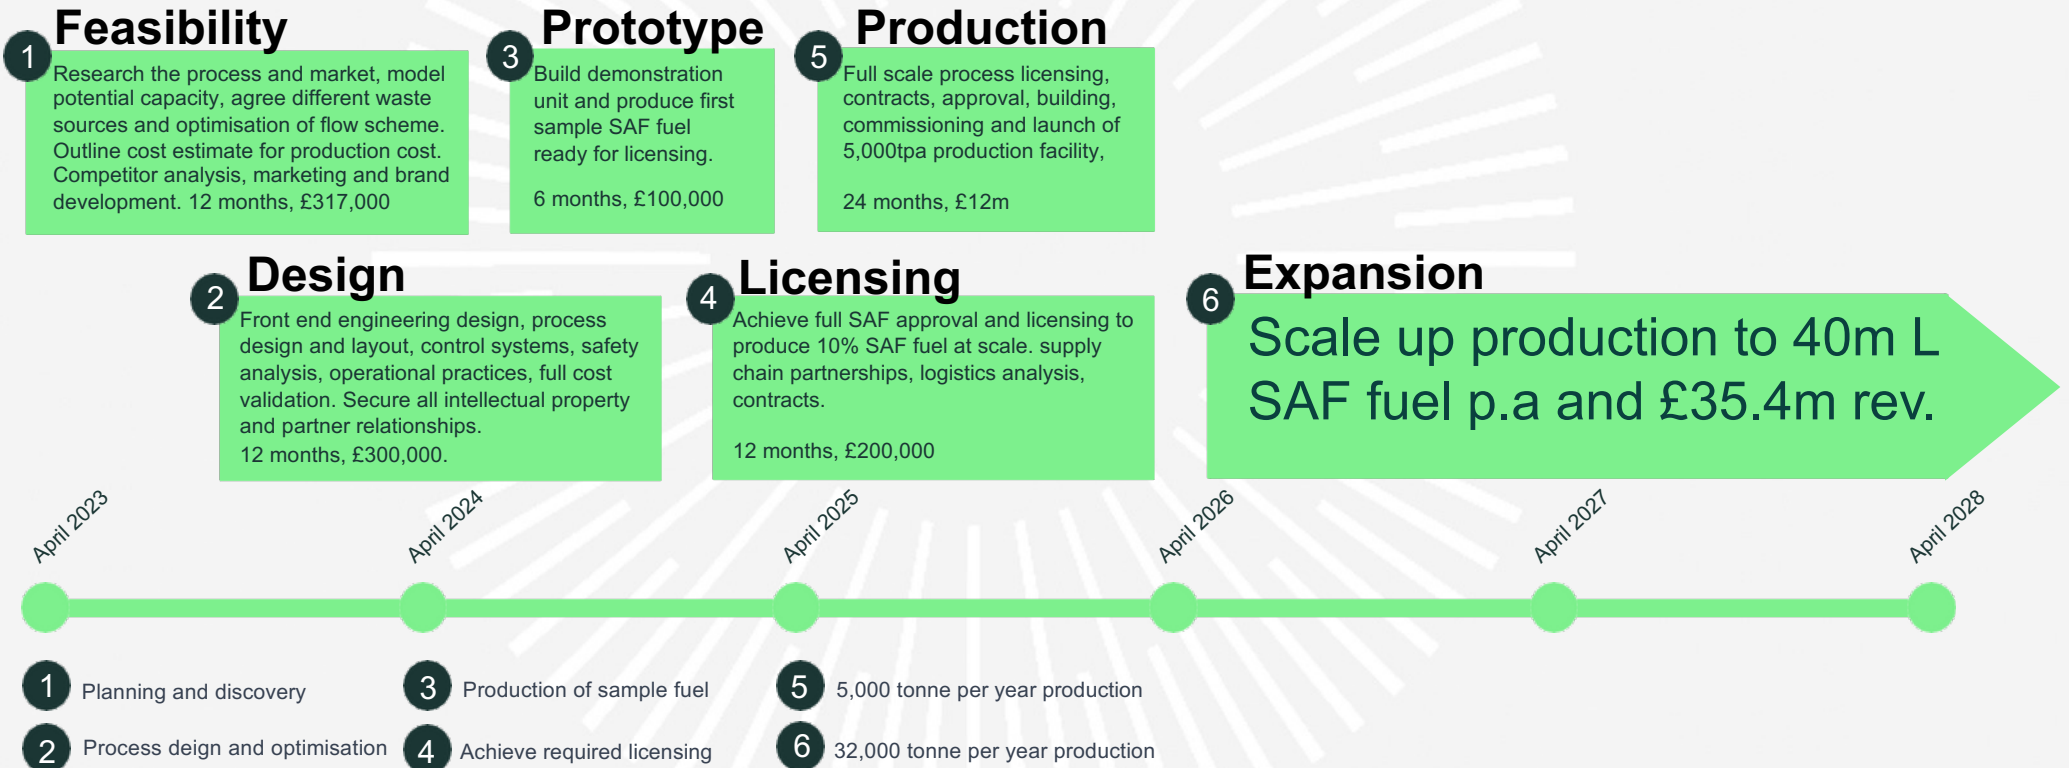 Feasibility
1
Research the process and market, model
potential capacity, agree different waste
sources and optimisation of flow scheme.
Outline cost estimate for production cost.
Competitor analysis, marketing and brand
development. 12 months, £317,000
Prototype
3
Build demonstration
unit and produce first
sample SAF fuel
ready for licensing.
6 months, £100,000
Production
5
Full scale process licensing,
contracts, approval, building,
commissioning and launch of
5,000tpa production facility,
24 months, £12m
Design
2
Front end engineering design, process
design and layout, control systems, safety
analysis, operational practices, full cost
validation. Secure all intellectual property
and partner relationships.
12 months, £300,000.
Licensing
4
Achieve full SAF approval and licensing to
produce 10% SAF fuel at scale. supply
chain partnerships, logistics analysis,
contracts.
12 months, £200,000
Expansion
6
Scale up production to 40m L
SAF fuel p.a and £35.4m rev.
April 2023
April 2024
April 2025
April 2026
April 2027
April 2028
1 Planning and discovery
2 Process deign and optimisation
3 Production of sample fuel
4 Achieve required licensing
5 5,000 tonne per year production
6 32,000 tonne per year production